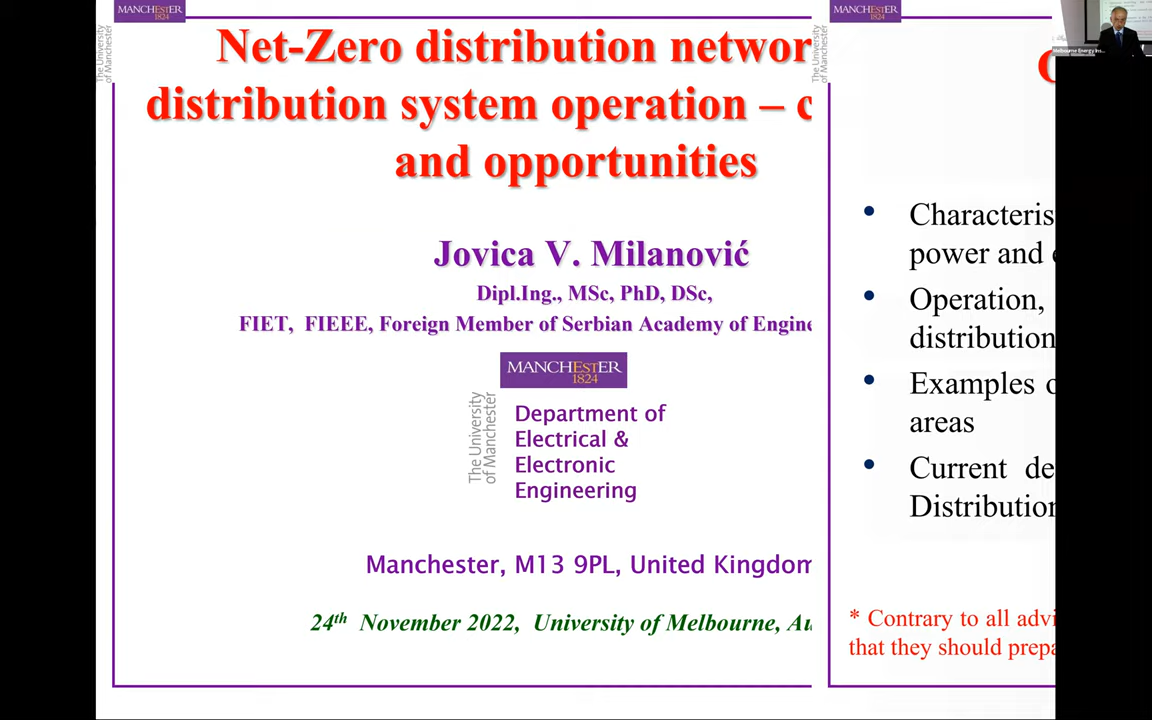 MANCHESTER
1824
The University
of Manchester
Net-Zero distribution networ
distribution system operation – c
and opportunities
Jovica V. Milanović
Dipl.Ing., MSc, PhD, DSc,
FIET, FIEEE, Foreign Member of Serbian Academy of Engine
MANCHESTER
1824
The University
of Manchester
Department of
Electrical &
Electronic
Engineering
Manchester, M13 9PL, United Kingdom
24th November 2022, University of Melbourne, Au
MANCHESTER
1824
The University
of Manchester
• Characteris
power and
• Operation,
distribution
• Examples o
areas
• Current de
Distribution
* Contrary to all advi
that they should prepa
Melbourne Energy Ins...